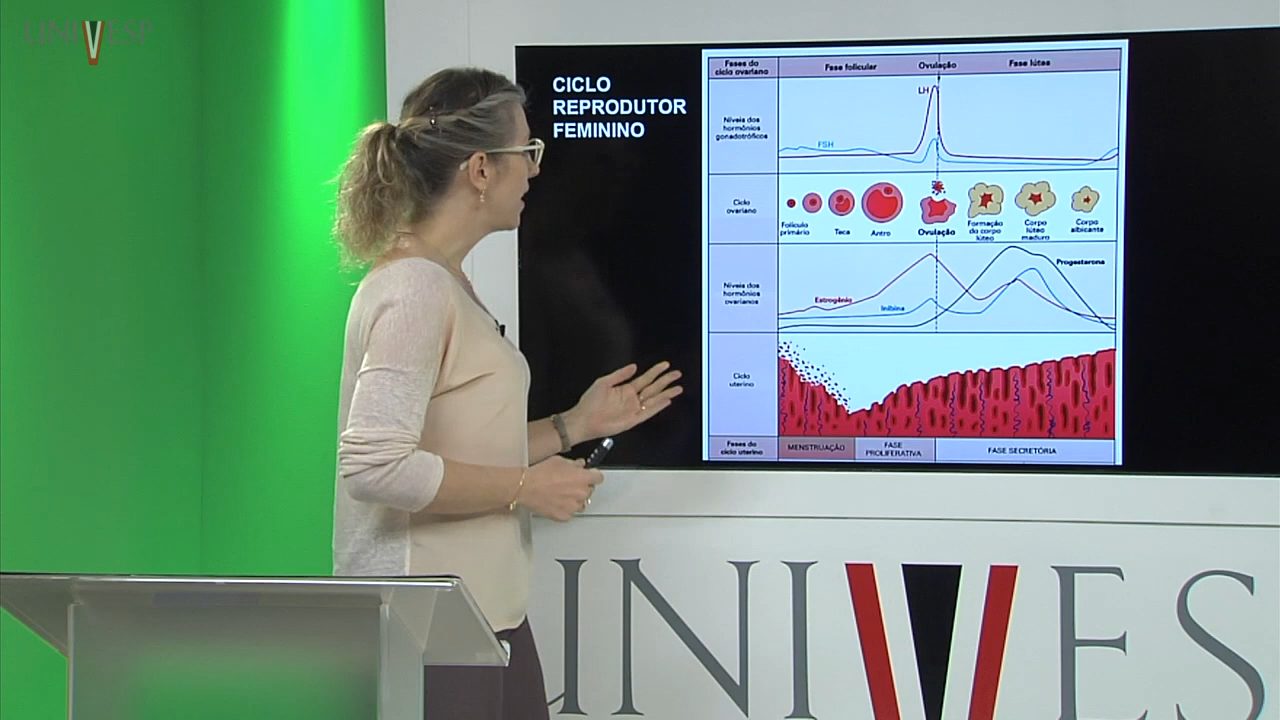 UNIVESP
CICLO
REPRODUTOR
FEMININO
Fases do
ciclo ovariano
Fase folicular
Ovulação
Fase lútea
Níveis dos
hormônios
gonadotróficos
LH
FSH
Ciclo
ovariano
Folículo
primário
Teca
Antro
Ovulação
Formação
do corpo
lúteo
Corpo
lúteo
maduro
Corpo
albicante
Níveis dos
hormônios
ovarianos
Estrogênio
Inibina
Progesterona
Ciclo
uterino
Fases do
ciclo uterino
MENSTRUAÇÃO
FASE
PROLIFERATIVA
FASE SECRETÓRIA
UNIVESP